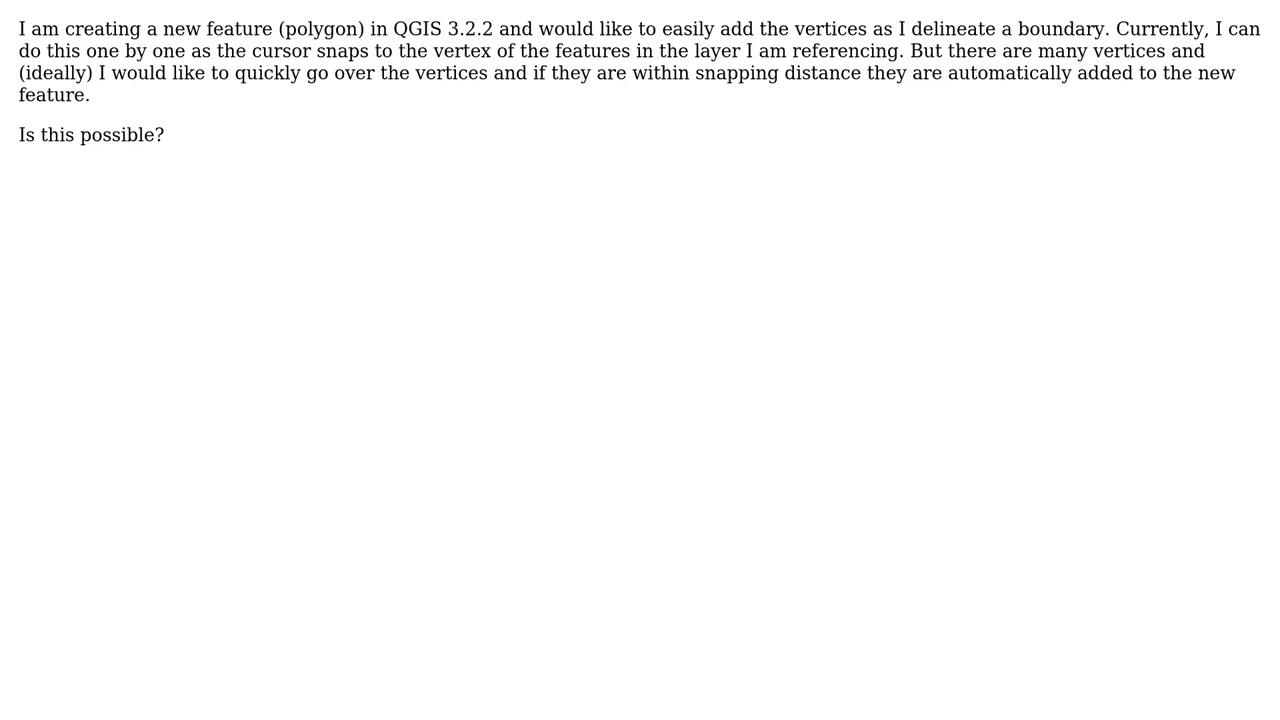 I am creating a new feature (polygon) in QGIS 3.2.2 and would like to easily add the vertices as I delineate a boundary. Currently, I can
do this one by one as the cursor snaps to the vertex of the features in the layer I am referencing. But there are many vertices and
(ideally) I would like to quickly go over the vertices and if they are within snapping distance they are automatically added to the new
feature.
Is this possible?